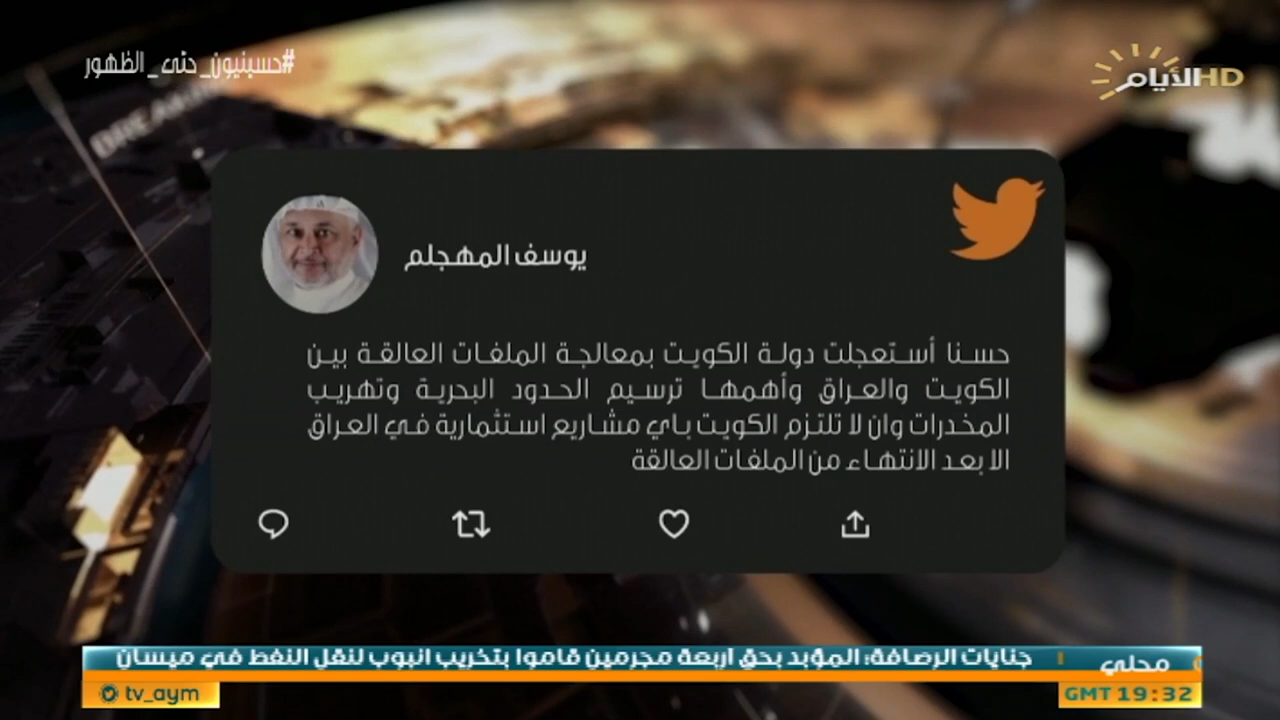 #حسينيون_حتى_الظهور
الأيام HD
يوسف المهجلم
حسنا أستعجلت دولة الكويت بمعالجة الملفات العالقة بين
الكويت والعراق وأهمها ترسيم الحدود البحرية وتهريب
المخدرات وان لا تلتزم الكويت باي مشاريع استثمارية في العراق
الا بعد الانتهاء من الملفات العالقة
محلي
جنايات الرصافة: المؤبد بحق اربعة مجرمين قاموا بتخريب انبوب لنقل النفط في ميسان
tv_aym
GMT 19:32